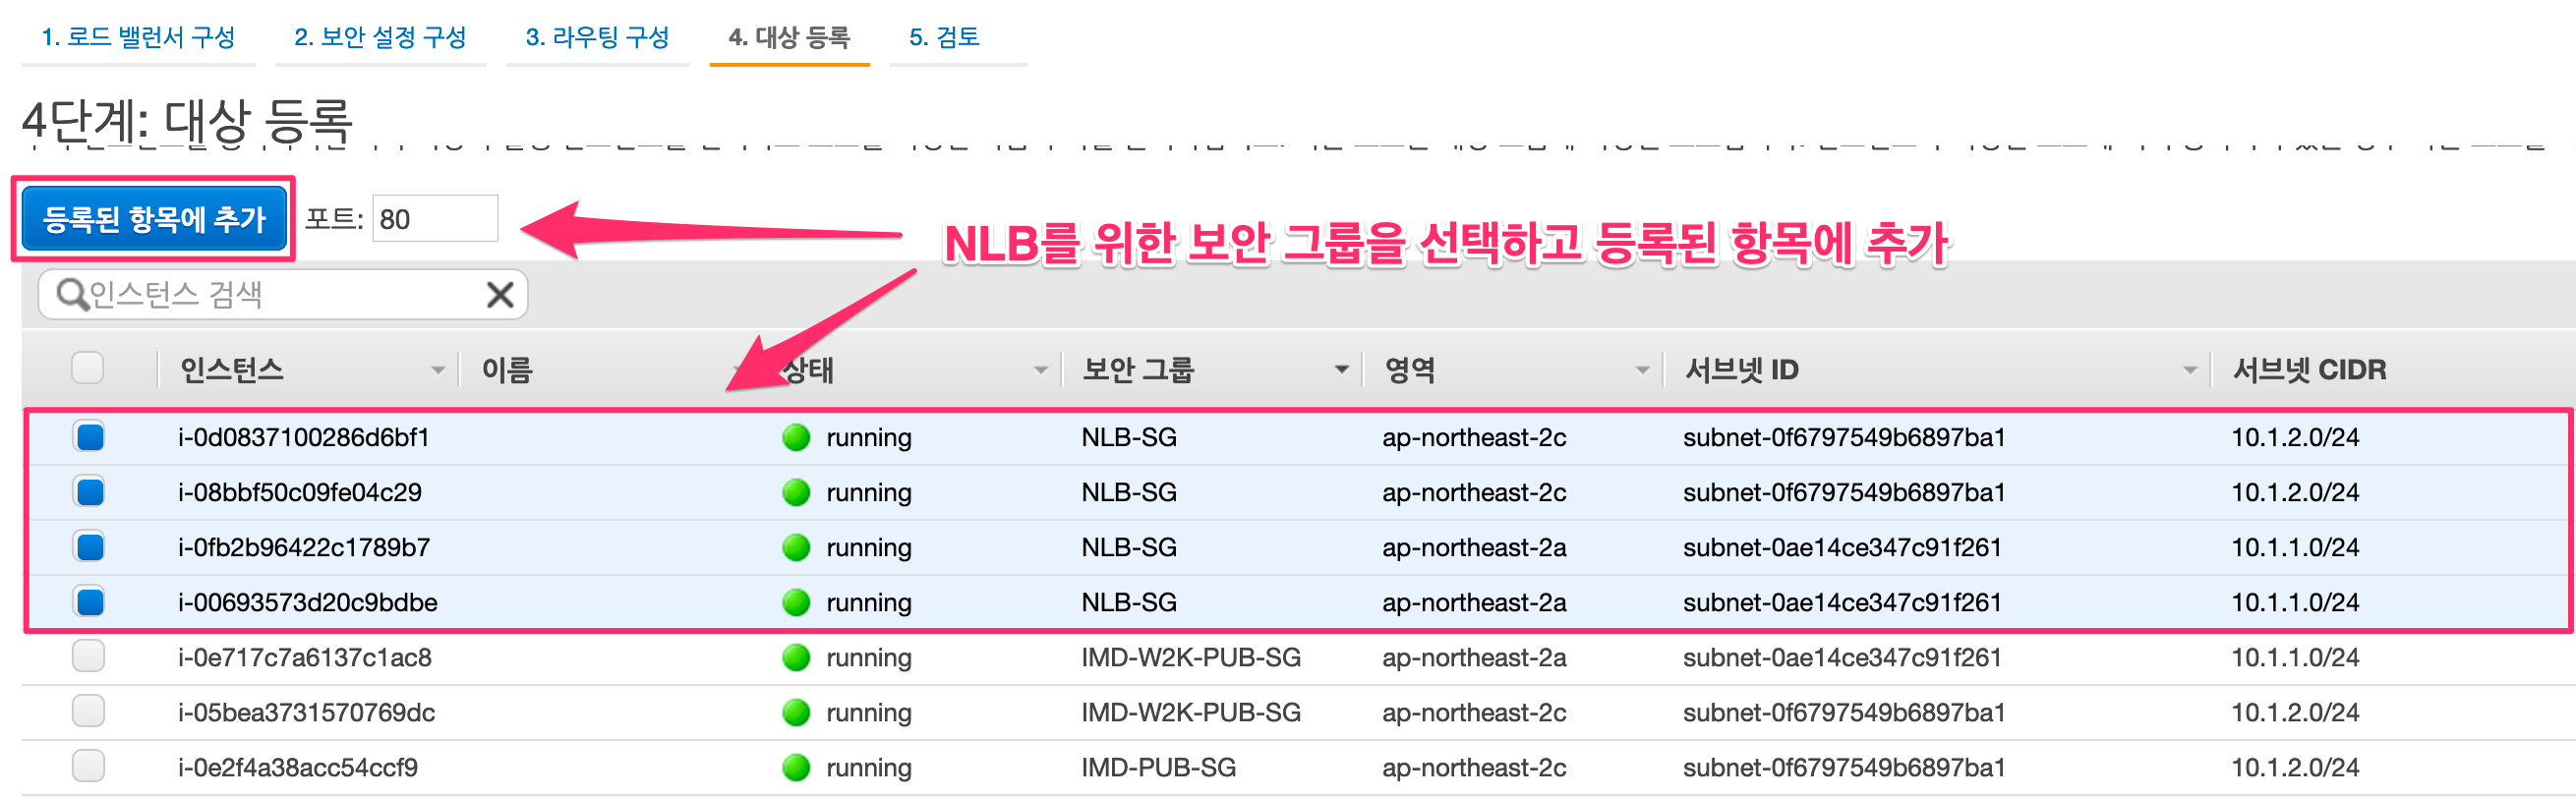 1. 로드 밸런서 구성 2. 보안 설정 구성 3. 라우팅 구성 4. 대상 등록 5. 검토
4단계: 대상 등록
등록된 항목에 추가 포트: 80
NLB를 위한 보안 그룹을 선택하고 등록된 항목에 추가
인스턴스 검색
인스턴스 이름 상태 보안 그룹 영역 서브넷 ID 서브넷 CIDR
i-0d0837100286d6bf1 running NLB-SG ap-northeast-2c subnet-0f6797549b6897ba1 10.1.2.0/24
i-08bbf50c09fe04c29 running NLB-SG ap-northeast-2c subnet-0f6797549b6897ba1 10.1.2.0/24
i-0fb2b96422c1789b7 running NLB-SG ap-northeast-2a subnet-0ae14ce347c91f261 10.1.1.0/24
i-00693573d20c9bdbe running NLB-SG ap-northeast-2a subnet-0ae14ce347c91f261 10.1.1.0/24
i-0e717c7a6137c1ac8 running IMD-W2K-PUB-SG ap-northeast-2a subnet-0ae14ce347c91f261 10.1.1.0/24
i-05bea3731570769dc running IMD-W2K-PUB-SG ap-northeast-2c subnet-0f6797549b6897ba1 10.1.2.0/24
i-0e2f4a38acc54ccf9 running IMD-PUB-SG ap-northeast-2c subnet-0f6797549b6897ba1 10.1.2.0/24